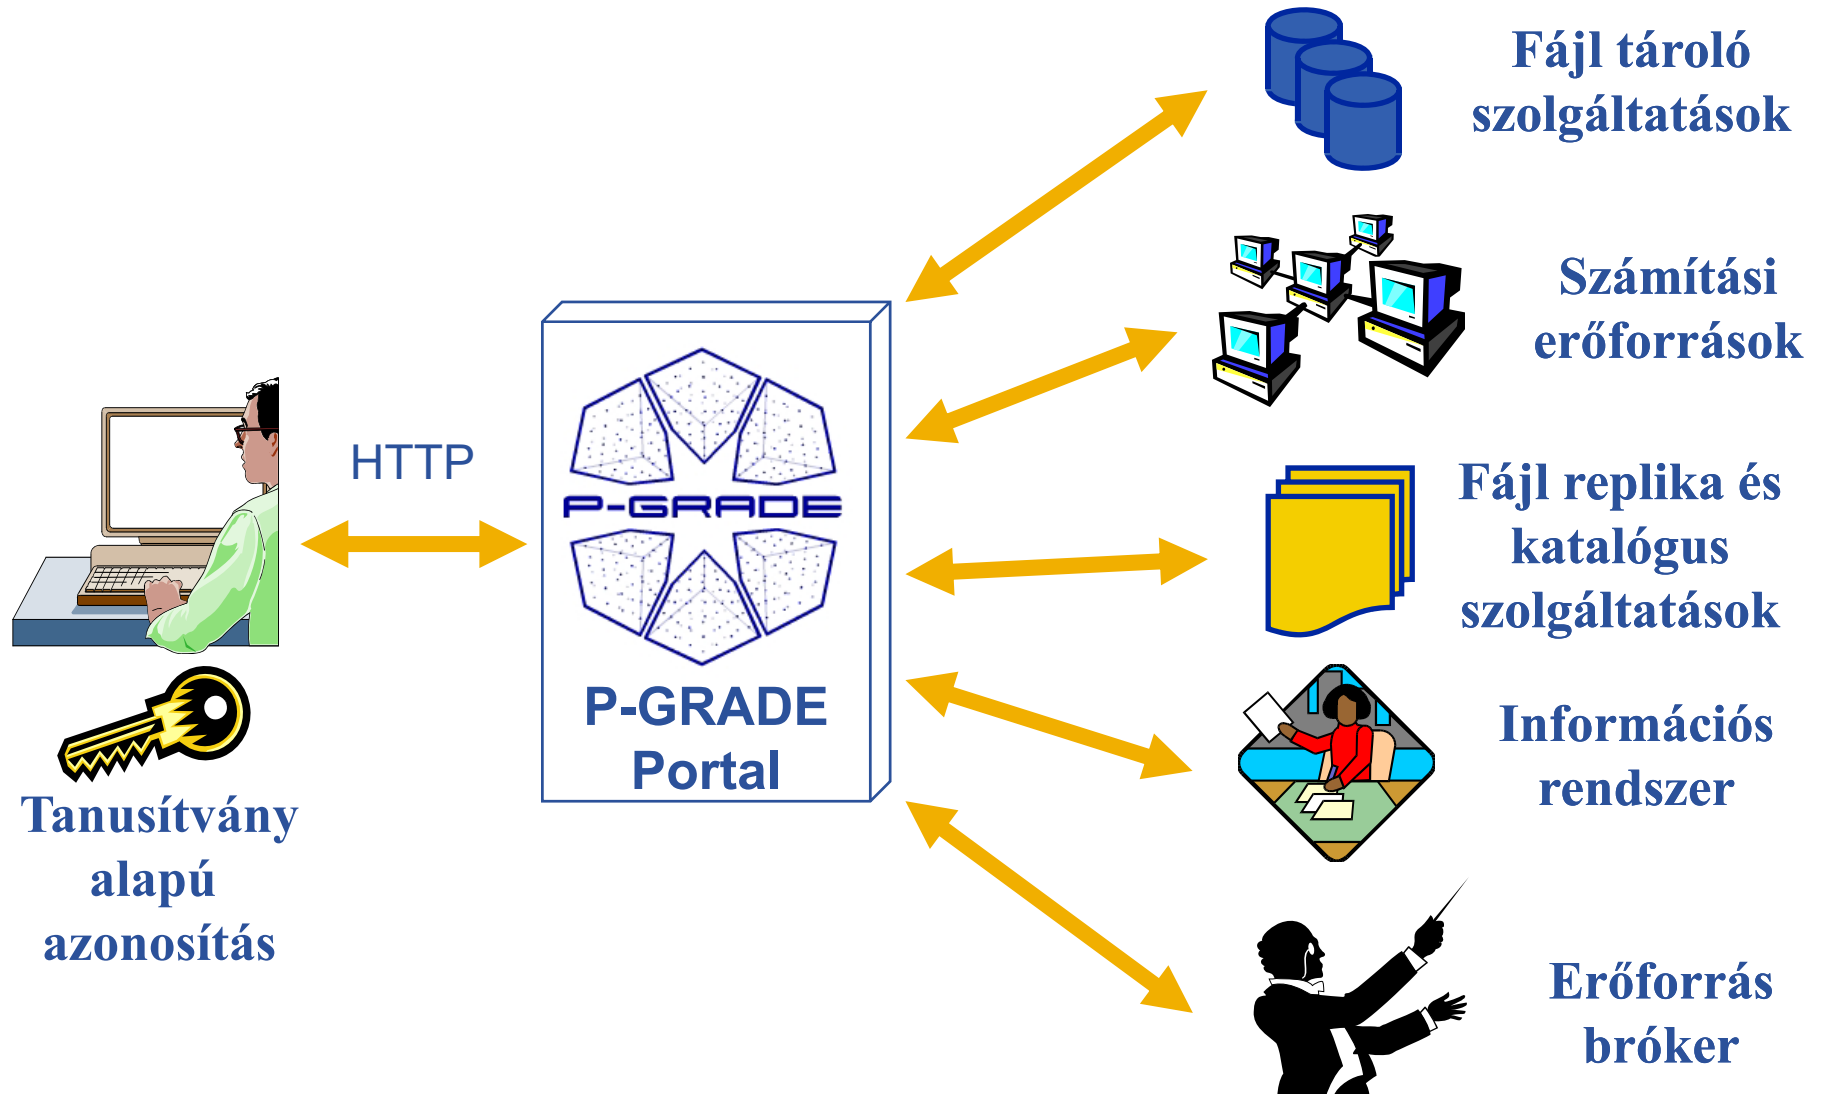 Fájl tároló
szolgáltatások
Számítási
erőforrások
HTTP
Fájl replika és
katalógus
szolgáltatások
P-GRADE
P-GRADE
Portal
Információs
rendszer
Tanusítvány
alapú
azonosítás
Erőforrás
bróker